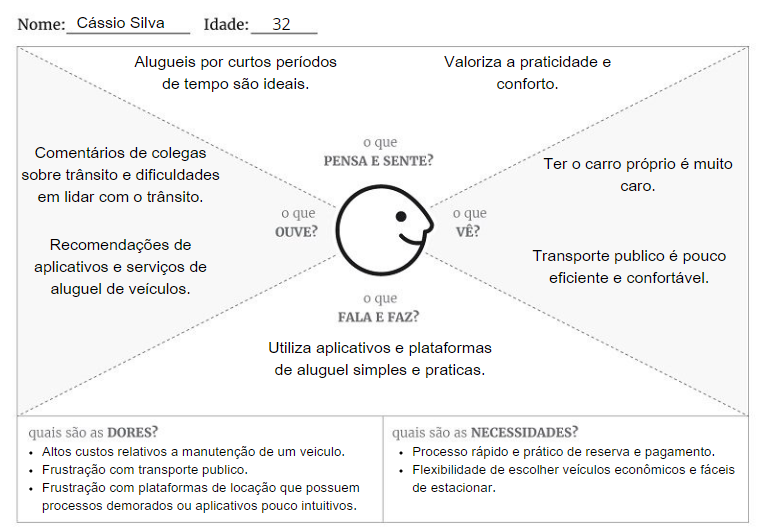 Nome: Cássio Silva Idade: 32
Alugueis por curtos períodos
de tempo são ideais.
Valoriza a praticidade e
conforto.
o que
PENSA E SENTE?
Comentários de colegas
sobre trânsito e dificuldades
em lidar com o trânsito.
Recomendações de
aplicativos e serviços de
aluguel de veículos.
o que
OUVE?
o que
VÊ?
Ter o carro próprio é muito
caro.
Transporte publico é pouco
eficiente e confortável.
o que
FALA E FAZ?
Utiliza aplicativos e plataformas
de aluguel simples e praticas.
quais são as DORES?
• Altos custos relativos a manutenção de um veiculo.
• Frustração com transporte publico.
• Frustração com plataformas de locação que possuem
processos demorados ou aplicativos pouco intuitivos.
quais são as NECESSIDADES?
• Processo rápido e prático de reserva e pagamento.
• Flexibilidade de escolher veículos econômicos e fáceis
de estacionar.